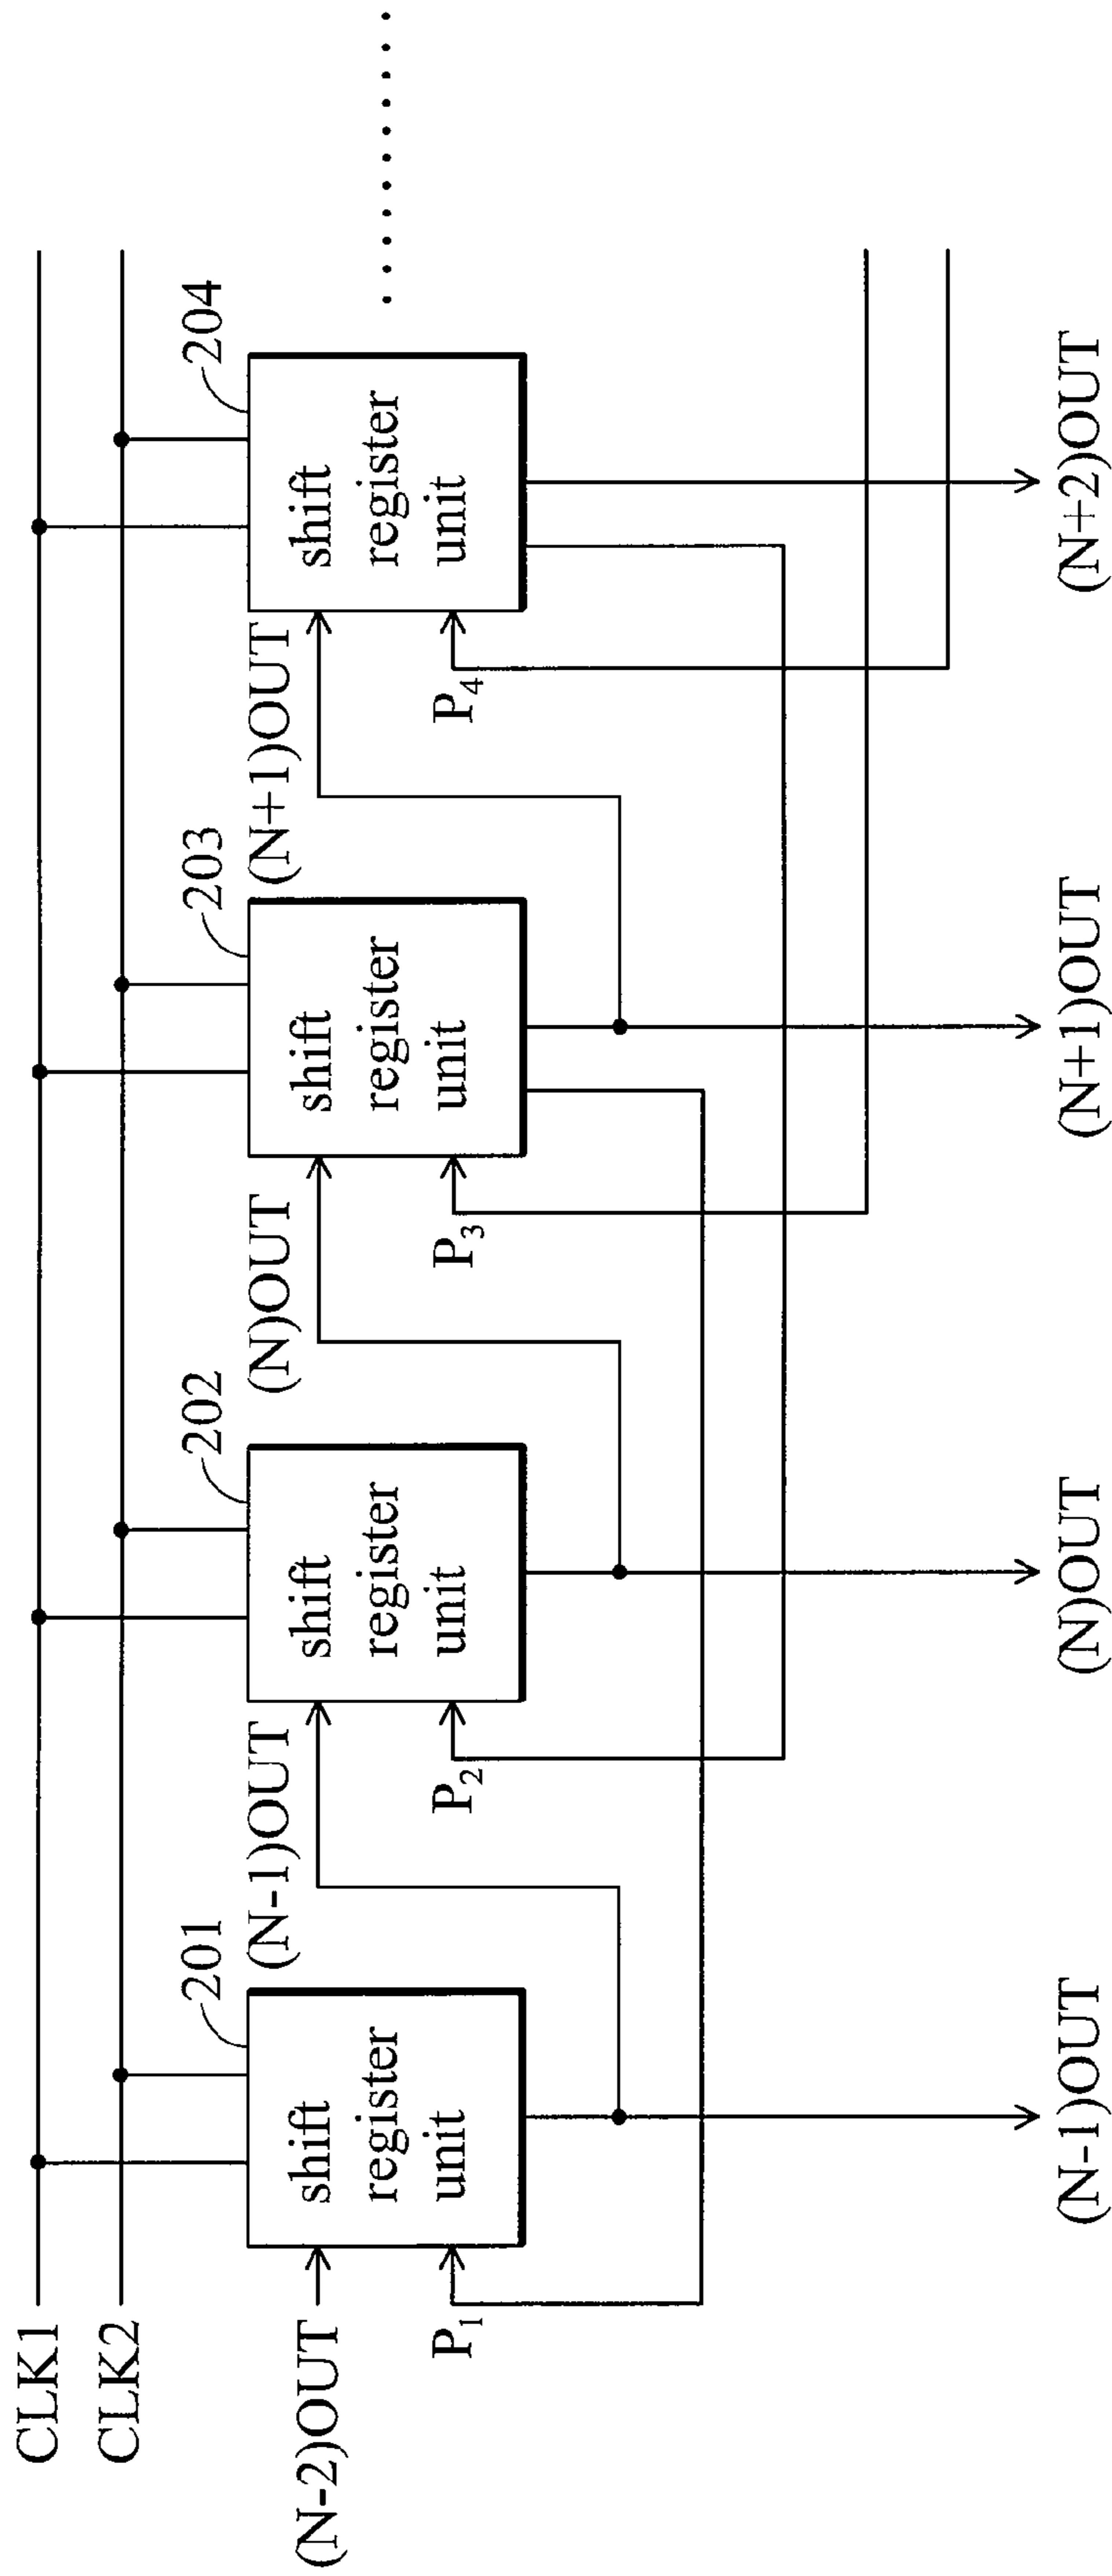 CLK1
CLK2
201
202
203
204
(N-2)OUT
(N-1)OUT
(N)OUT
(N+1)OUT
shift
register
unit
shift
register
unit
shift
register
unit
shift
register
unit
P1
P2
P3
P4
(N-1)OUT
(N)OUT
(N+1)OUT
(N+2)OUT